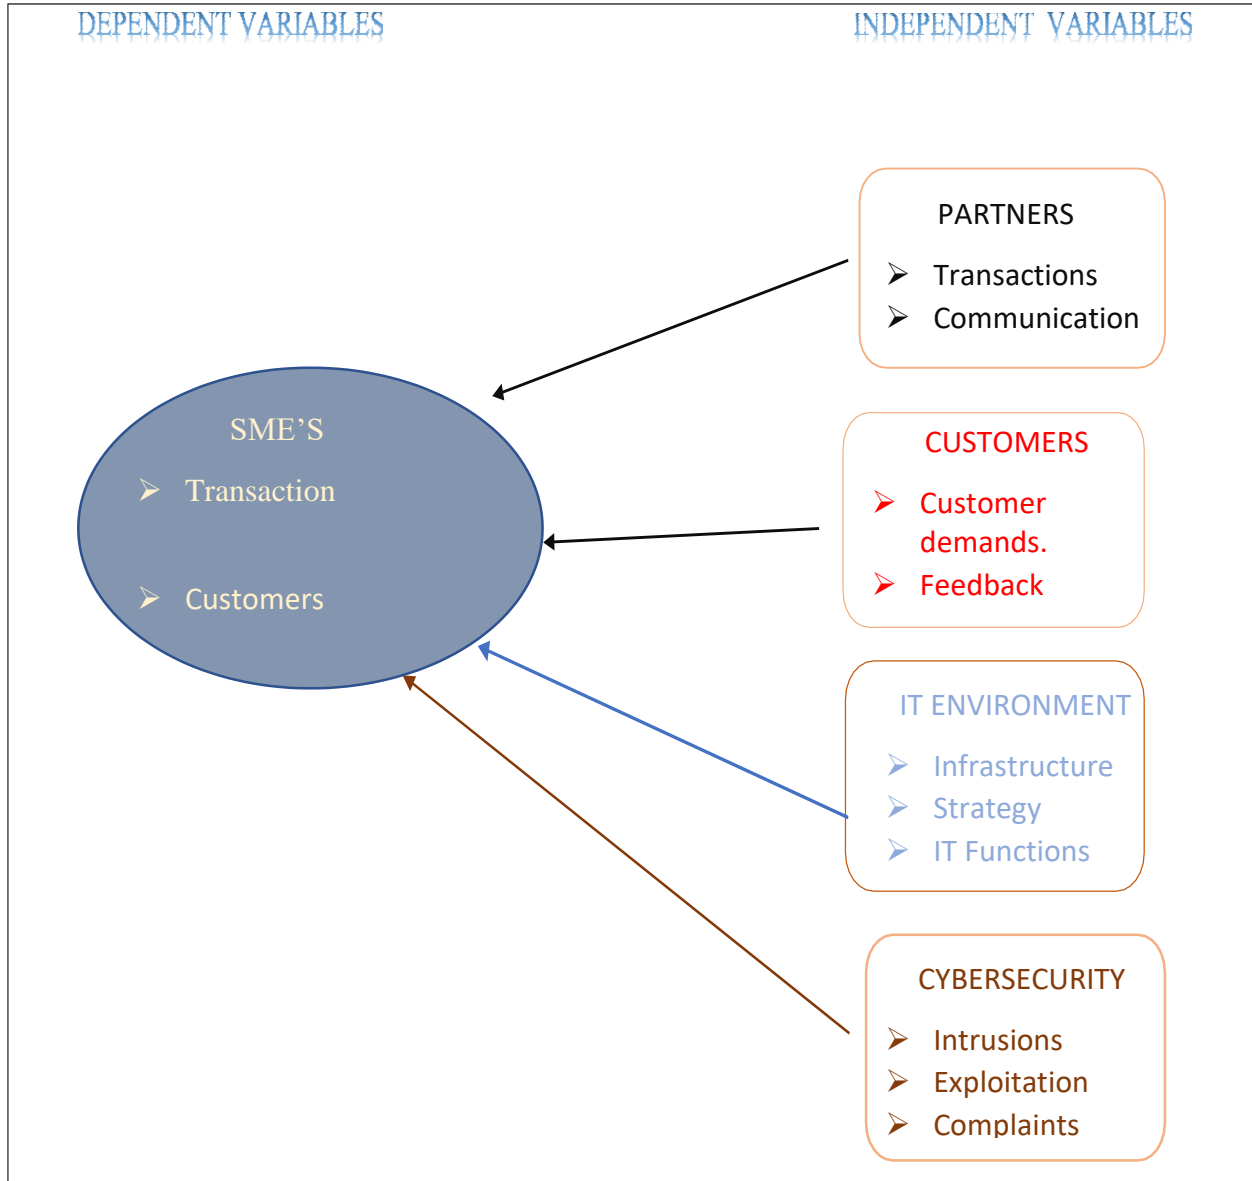 DEPENDENT VARIABLES
INDEPENDENT VARIABLES
SME’S
➢ Transaction
➢ Customers
PARTNERS
➢ Transactions
➢ Communication
CUSTOMERS
➢ Customer
demands.
➢ Feedback
IT ENVIRONMENT
➢ Infrastructure
➢ Strategy
➢ IT Functions
CYBERSECURITY
➢ Intrusions
➢ Exploitation
➢ Complaints